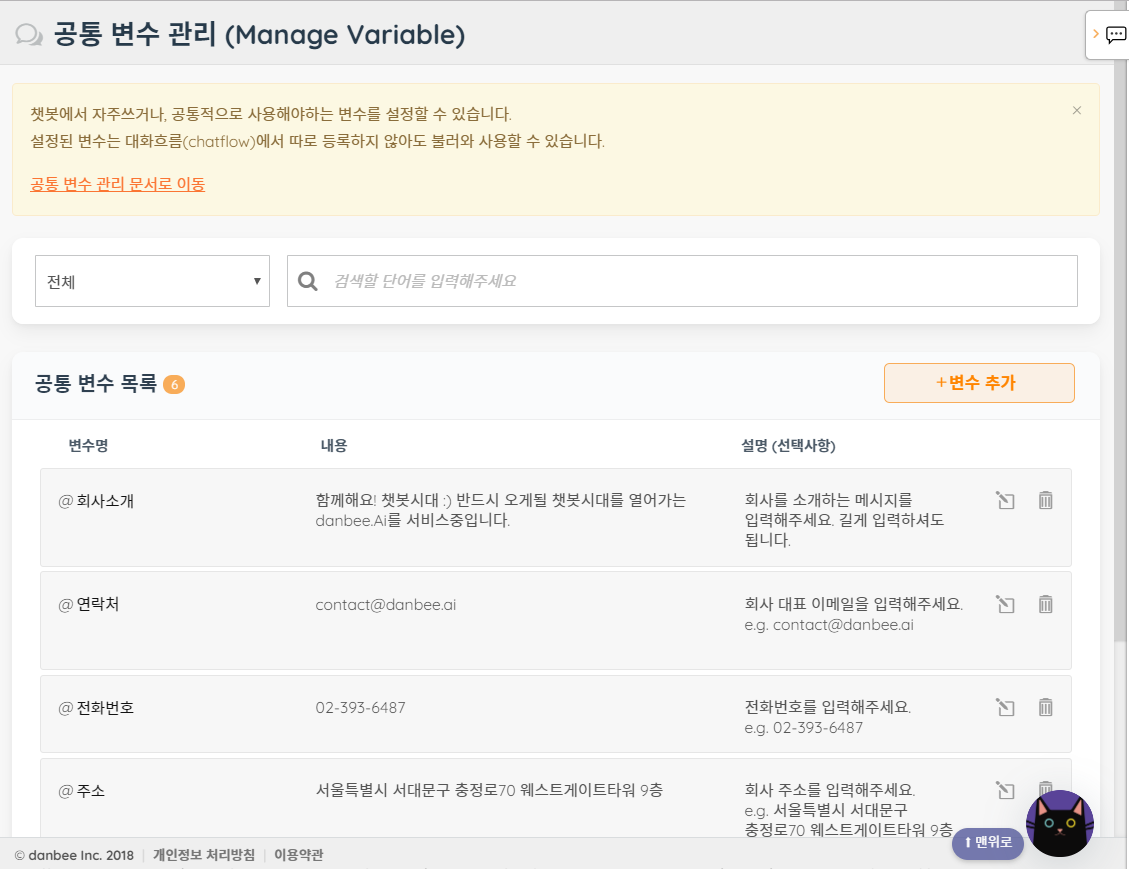 공통 변수 관리 (Manage Variable)
챗봇에서 자주쓰거나, 공통적으로 사용해야하는 변수를 설정할 수 있습니다.
설정된 변수는 대화흐름(chatflow)에서 따로 등록하지 않아도 불러와 사용할 수 있습니다.
공통 변수 관리 문서로 이동
전체
검색할 단어를 입력해주세요
공통 변수 목록 6
+변수 추가
변수명 내용 설명 (선택사항)
@ 회사소개
함께해요! 챗봇시대 :) 반드시 오게될 챗봇시대를 열어가는
danbee.Ai를 서비스중입니다.
회사를 소개하는 메시지를
입력해주세요. 길게 입력하셔도
됩니다.
@ 연락처
contact@danbee.ai
회사 대표 이메일을 입력해주세요.
e.g. contact@danbee.ai
@ 전화번호
02-393-6487
전화번호를 입력해주세요.
e.g. 02-393-6487
@ 주소
서울특별시 서대문구 충정로70 웨스트게이트타워 9층
회사 주소를 입력해주세요.
e.g. 서울특별시 서대문구
충정로70 웨스트게이트타워 9층
⬆ 맨위로
© danbee Inc. 2018 | 개인정보 처리방침 | 이용약관